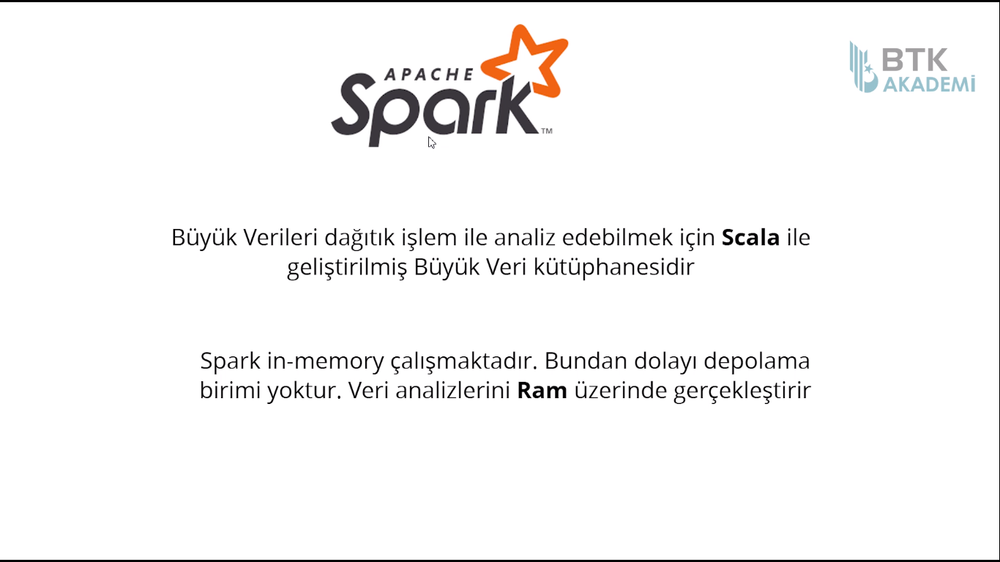 APACHE
Spark™
BTK
AKADEMİ
Büyük Verileri dağıtık işlem ile analiz edebilmek için Scala ile
geliştirilmiş Büyük Veri kütüphanesidir
Spark in-memory çalışmaktadır. Bundan dolayı depolama
birimi yoktur. Veri analizlerini Ram üzerinde gerçekleştirir